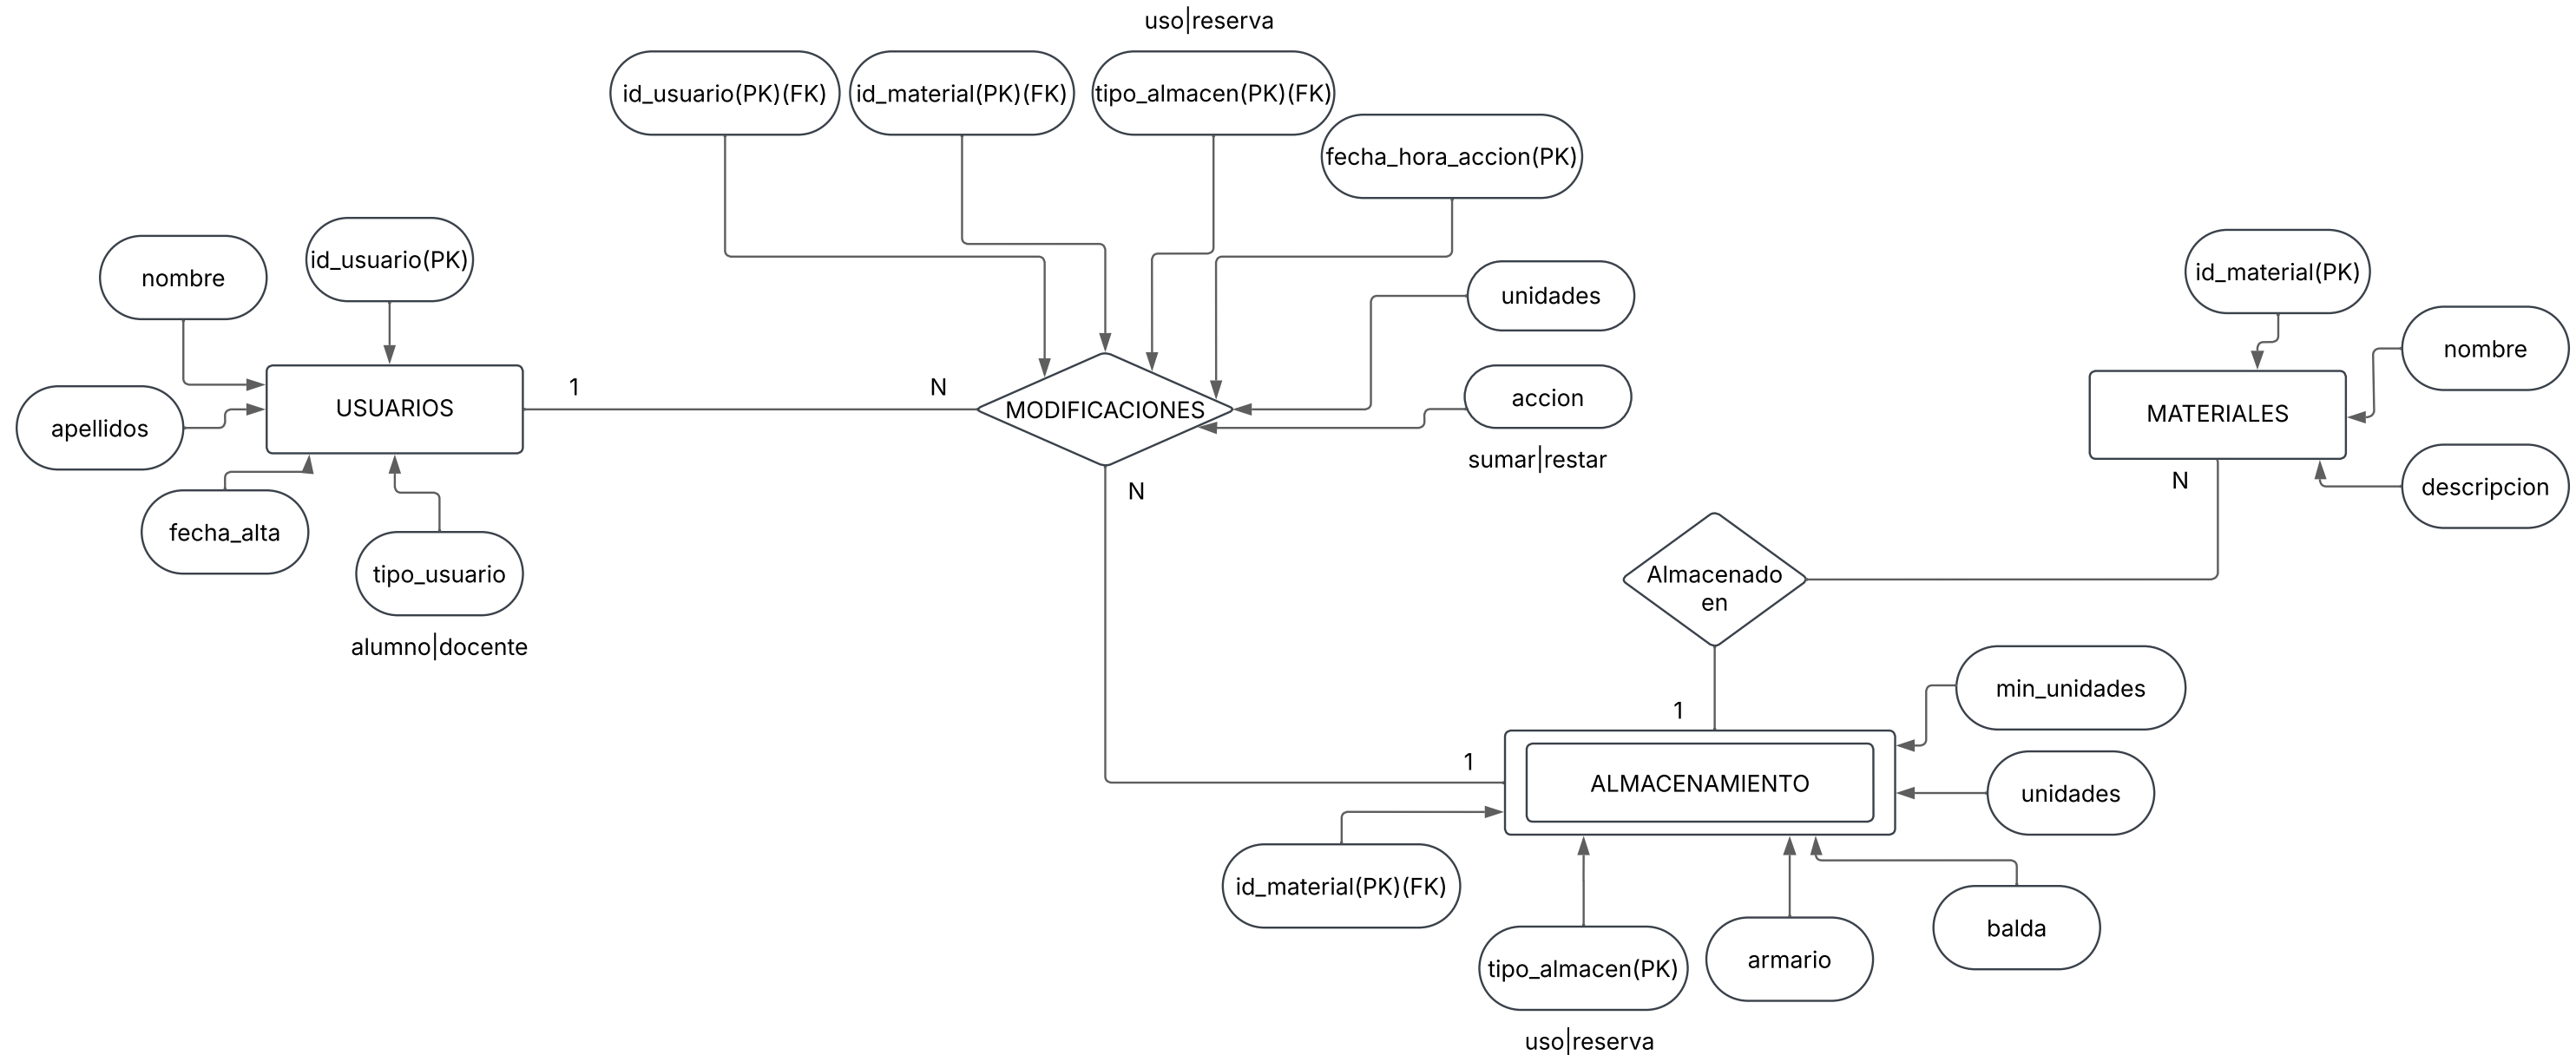 uso|reserva
id_usuario(PK)(FK)
id_material(PK)(FK)
tipo_almacen(PK)(FK)
fecha_hora_accion(PK)
nombre
id_usuario(PK)
unidades
id_material(PK)
nombre
USUARIOS
1
N
MODIFICACIONES
accion
MATERIALES
apellidos
sumar|restar
N
N
descripcion
fecha_alta
tipo_usuario
Almacenado
en
alumno|docente
min_unidades
1
1
ALMACENAMIENTO
unidades
id_material(PK)(FK)
balda
tipo_almacen(PK)
armario
uso|reserva